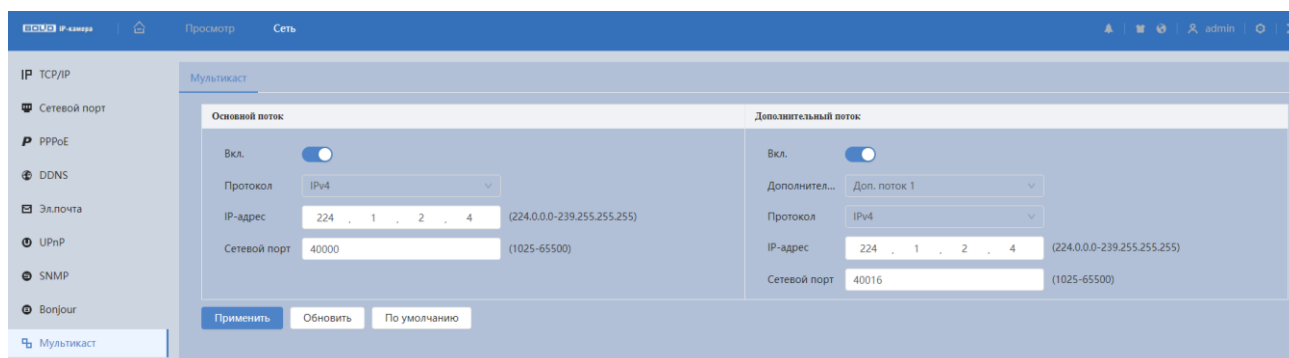 BOLID IP-камера
Просмотр
Сеть
admin
IP TCP/IP
Сетевой порт
P PPPoE
DDNS
Эл.почта
UPnP
SNMP
Bonjour
Мультикаст
Мультикаст
Основной поток
Вкл.
Протокол IPv4
IP-адрес 224 . 1 . 2 . 4 (224.0.0.0-239.255.255.255)
Сетевой порт 40000 (1025-65500)
Дополнительный поток
Вкл.
Дополнител... Доп. поток 1
Протокол IPv4
IP-адрес 224 . 1 . 2 . 4 (224.0.0.0-239.255.255.255)
Сетевой порт 40016 (1025-65500)
Применить Обновить По умолчанию